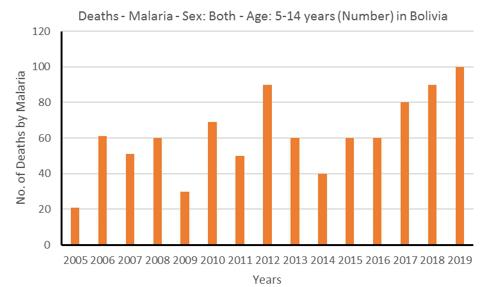 Deaths - Malaria - Sex: Both - Age: 5-14 years (Number) in Bolivia
120
100
80
60
40
20
0
No. of Deaths by Malaria
2005 2006 2007 2008 2009 2010 2011 2012 2013 2014 2015 2016 2017 2018 2019
Years